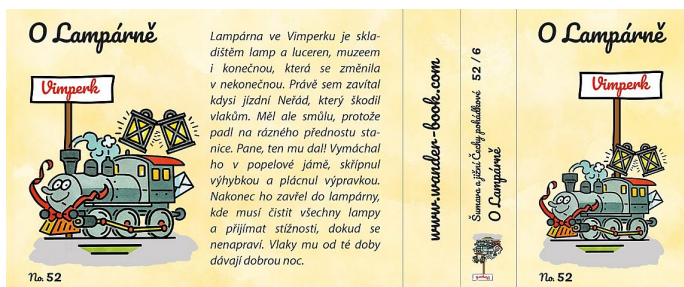 O Lampárně
Vimperk
No. 52
Lampárna ve Vimperku je skla-
dištěm lamp a luceren, muzeem
i konečnou, která se změnila
v nekonečnou. Právě sem zavítal
kdysi jízdní Neřád, který škodil
vlakům. Měl ale smůlu, protože
padl na rázného přednostu sta-
nice. Pane, ten mu dal! Vymáchal
ho v popelové jámě, skřípnul
výhybkou a plácnul výpravkou.
Nakonec ho zavřel do lampárny,
kde musí čistit všechny lampy
a přijímat stížnosti, dokud se
nenapraví. Vlaky mu od té doby
dávají dobrou noc.
www.wander-book.com
Šumava a jižní Čechy pohádkové 52 / 6
O Lampárně
Vimperk
O Lampárně
Vimperk
No. 52